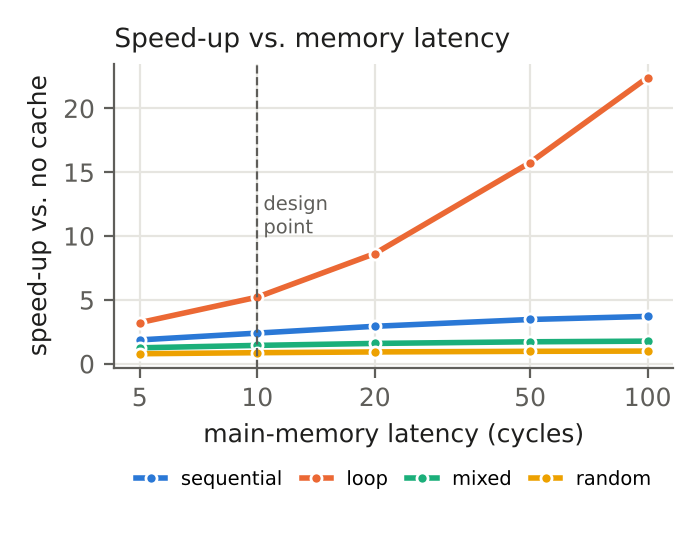 Speed-up vs. memory latency
speed-up vs. no cache
20
15
10
5
0
design
point
5 10 20 50 100
main-memory latency (cycles)
sequential loop mixed random